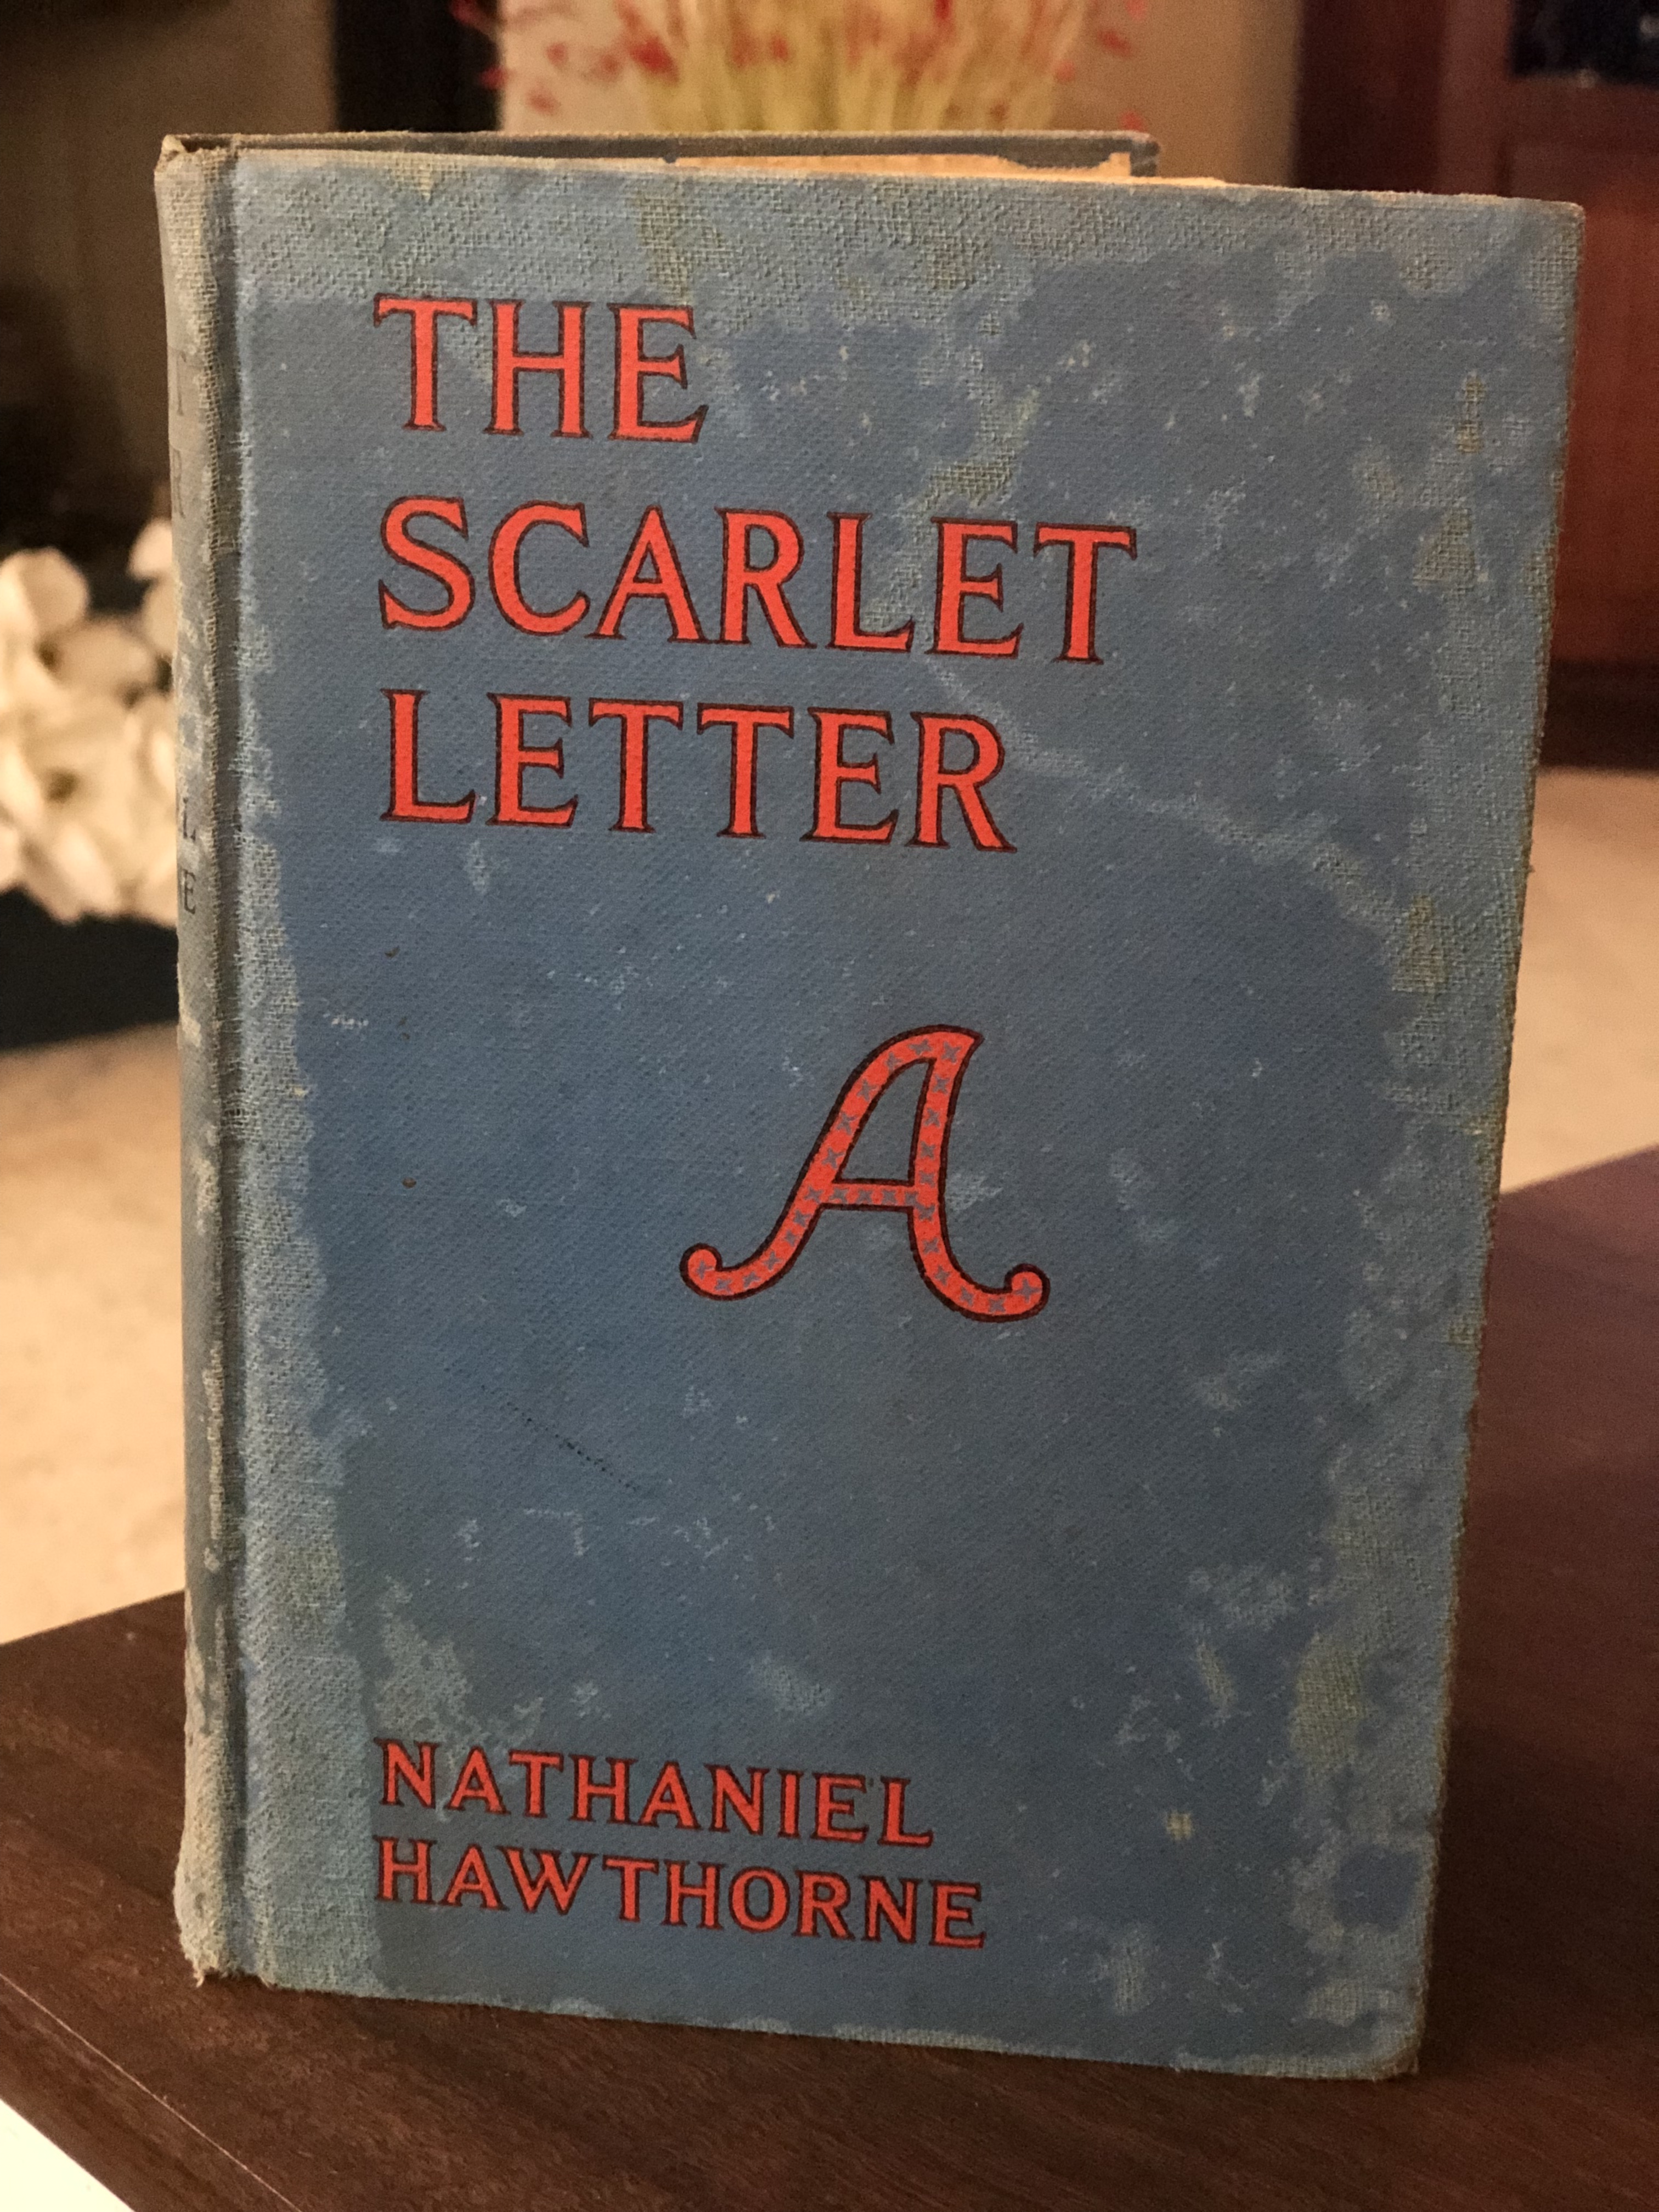 THE
SCARLET
LETTER
A
NATHANIEL
HAWTHORNE